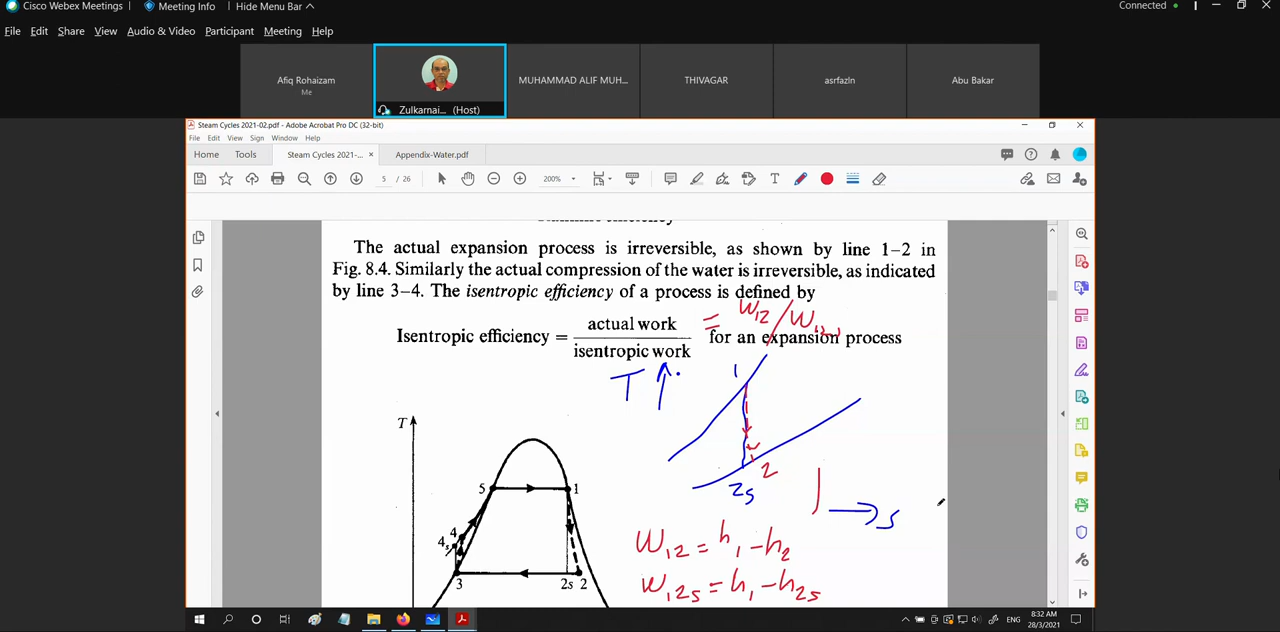 Cisco Webex Meetings
Meeting Info
Hide Menu Bar
Connected
File Edit Share View Audio & Video Participant Meeting Help
Afiq Rohaizam
Me
Zulkarnai... (Host)
MUHAMMAD ALIF MUH...
THIVAGAR
asrfazln
Abu Bakar
Steam Cycles 2021-02.pdf - Adobe Acrobat Pro DC (32-bit)
File Edit View Sign Window Help
Home Tools Steam Cycles 2021-... × Appendix-Water.pdf
5 / 26 200%
The actual expansion process is irreversible, as shown by line 1–2 in
Fig. 8.4. Similarly the actual compression of the water is irreversible, as indicated
by line 3–4. The isentropic efficiency of a process is defined by
Isentropic efficiency = actual work
isentropic work
= W12 /
for an expansion process
T
1
2
2s
s
T
5
1
4
4s
3
2s 2
W12 = h1 - h2
W12s = h1 - h2s
ENG
8:32 AM
28/3/2021